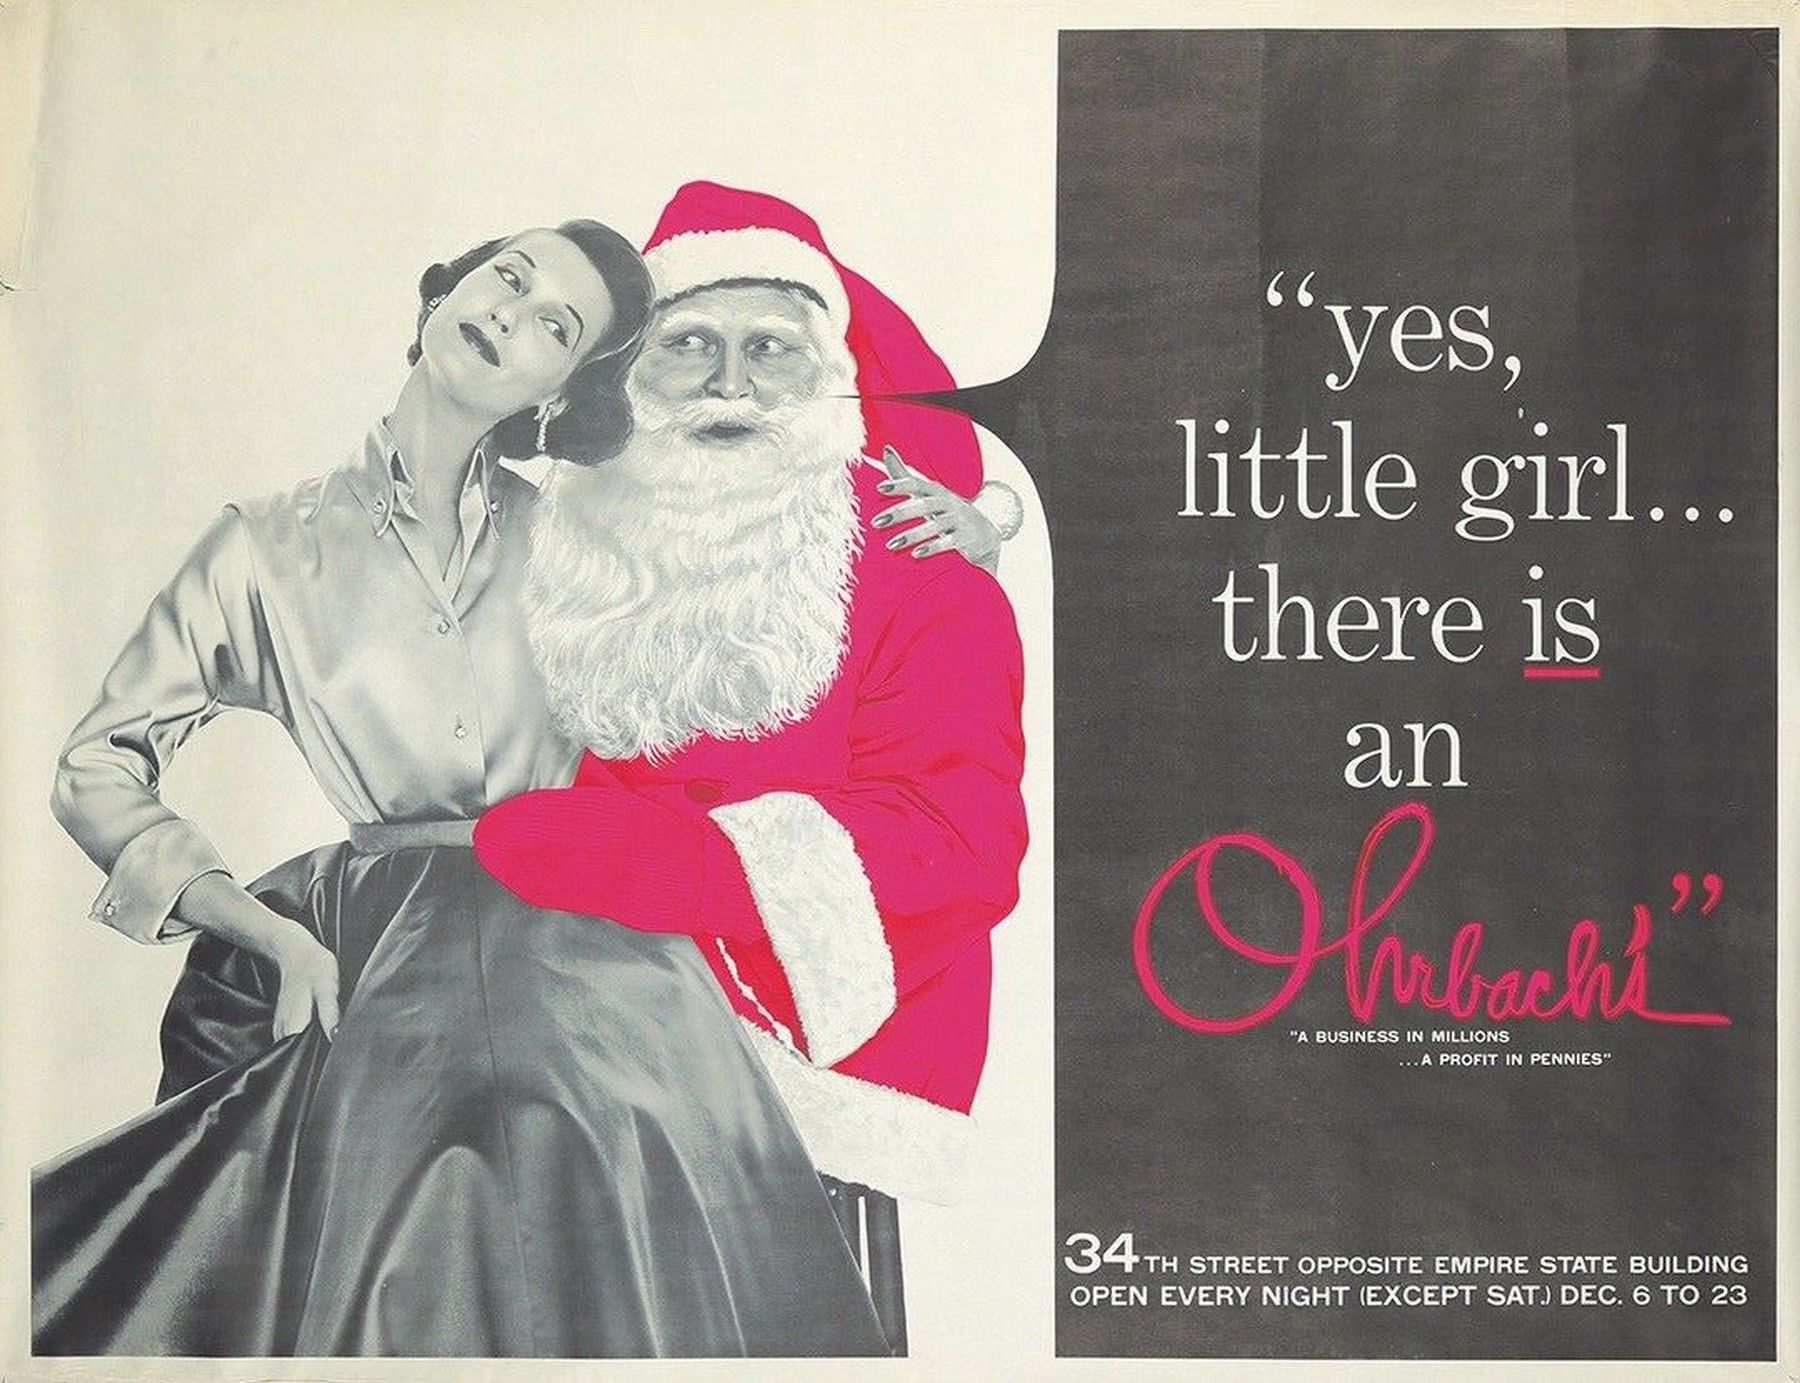 “yes,
little girl...
there is
an
Ohrbach's”
"A BUSINESS IN MILLIONS
...A PROFIT IN PENNIES"
34TH STREET OPPOSITE EMPIRE STATE BUILDING
OPEN EVERY NIGHT (EXCEPT SAT.) DEC. 6 TO 23